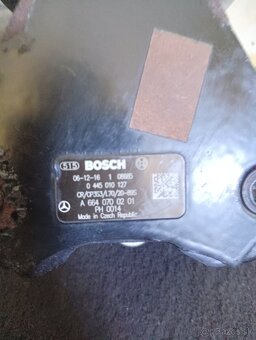 515 BOSCH
06-12-16 1 08885
0 445 010 127
CR/CP3S3/L70/20-89S
A 664 070 02 01
PH 0014
Made in Czech Republic